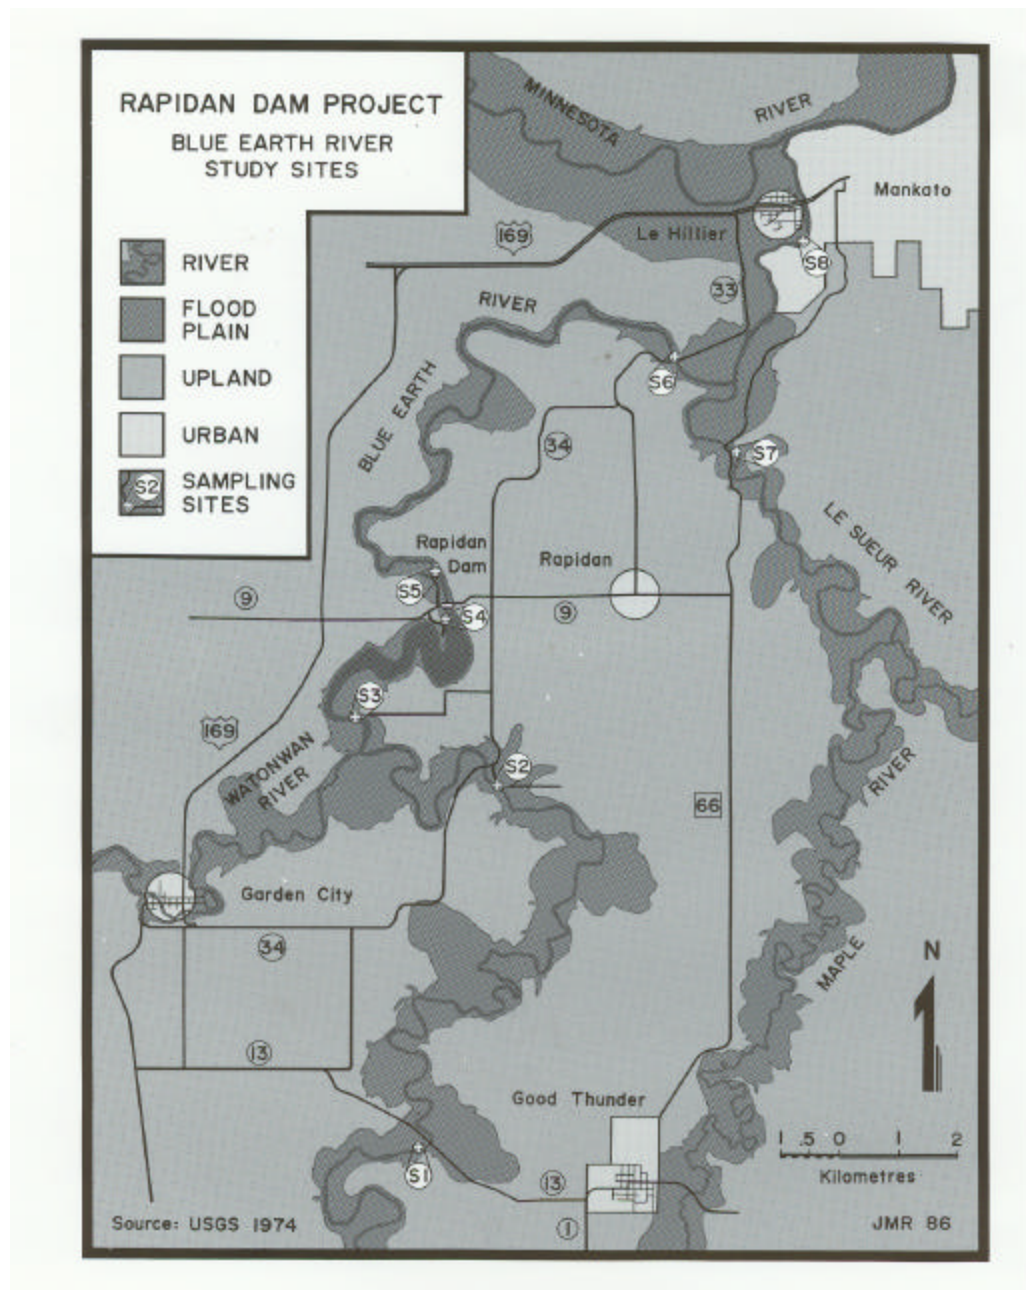 RAPIDAN DAM PROJECT
BLUE EARTH RIVER
STUDY SITES
RIVER
FLOOD
PLAIN
UPLAND
URBAN
S2
SAMPLING
SITES
MINNESOTA
RIVER
Mankato
169
Le Hillier
S8
33
RIVER
S6
BLUE EARTH
34
S7
LE SUEUR RIVER
Rapidan
Dam
Rapidan
S5
9
S4
9
S3
169
WATONWAN
RIVER
S2
RIVER
66
Garden City
34
MAPLE
N
13
Good Thunder
1 .5 0 1 2
Kilometres
S1
13
1
Source: USGS 1974
JMR 86